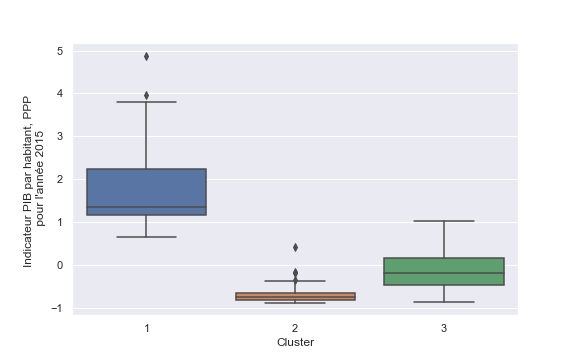 5
4
3
2
1
0
−1
Indicateur PIB par habitant, PPP
pour l'année 2015
1 2 3
Cluster